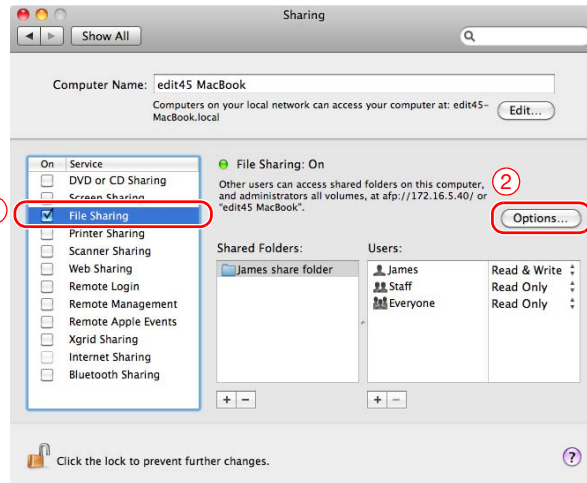 Sharing
Show All
Computer Name: edit45 MacBook
Computers on your local network can access your computer at: edit45-
MacBook.local
Edit...
On Service
DVD or CD Sharing
Screen Sharing
File Sharing
Printer Sharing
Scanner Sharing
Web Sharing
Remote Login
Remote Management
Remote Apple Events
Xgrid Sharing
Internet Sharing
Bluetooth Sharing
File Sharing: On
Other users can access shared folders on this computer,
and administrators all volumes, at afp://172.16.5.40/ or
"edit45 MacBook".
2
Options...
Shared Folders:
James share folder
Users:
James Read & Write
Staff Read Only
Everyone Read Only
+ −
+ −
Click the lock to prevent further changes.
?